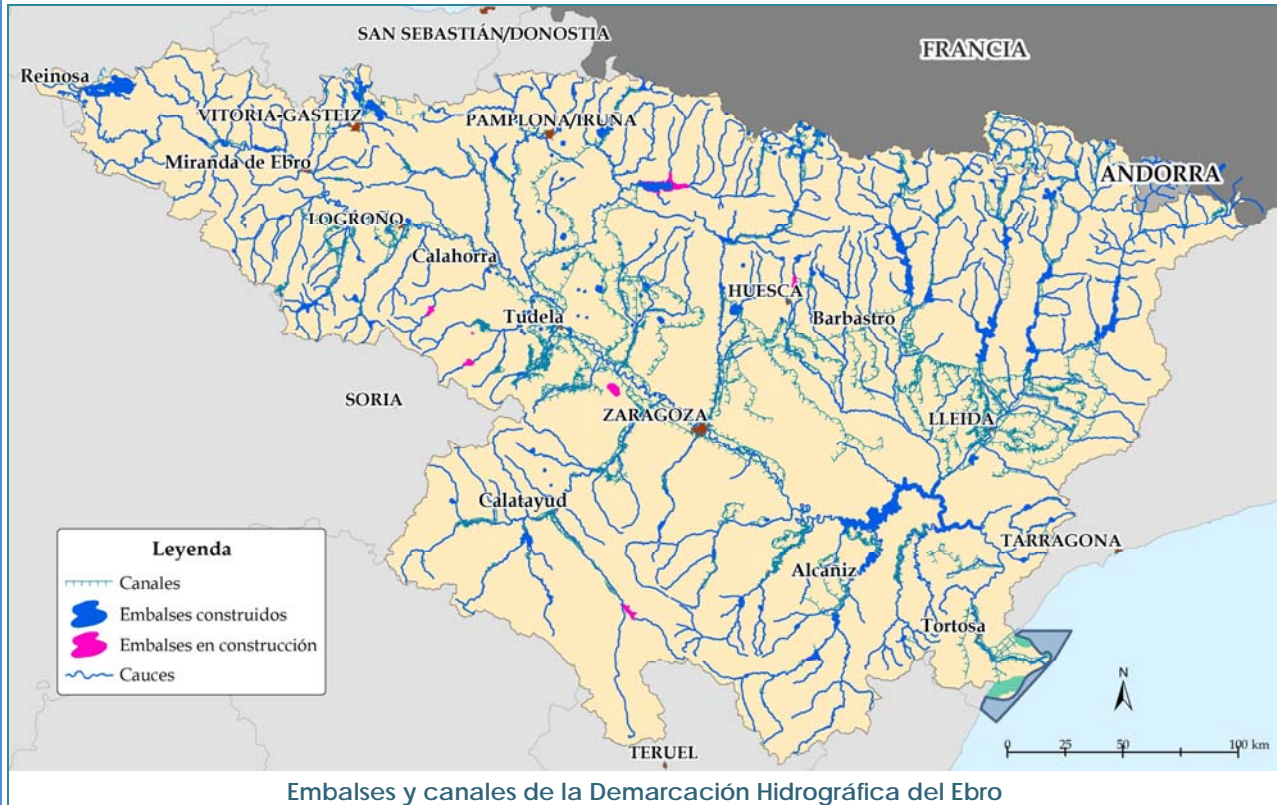 SAN SEBASTIÁN/DONOSTIA
FRANCIA
Reinosa
VITORIA-GASTEIZ
PAMPLONA/IRUÑA
Miranda de Ebro
ANDORRA
LOGROÑO
Calahorra
HUESCA
Tudela
Barbastro
SORIA
ZARAGOZA
LLEIDA
Calatayud
TARRAGONA
Alcañiz
Tortosa
TERUEL
Leyenda
Canales
Embalses construidos
Embalses en construcción
Cauces
N
0 25 50 100 km
Embalses y canales de la Demarcación Hidrográfica del Ebro